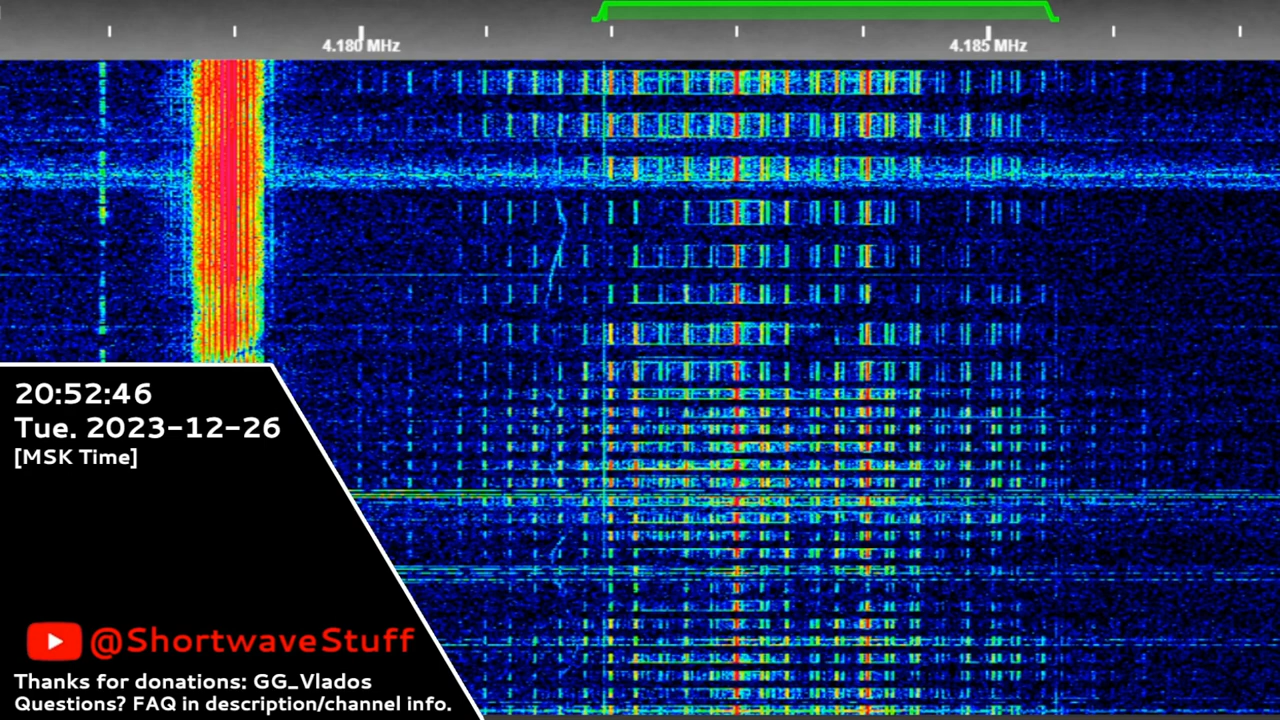 4.180 MHz
4.185 MHz
20:52:46
Tue. 2023-12-26
[MSK Time]
@ShortwaveStuff
Thanks for donations: GG_Vlados
Questions? FAQ in description/channel info.